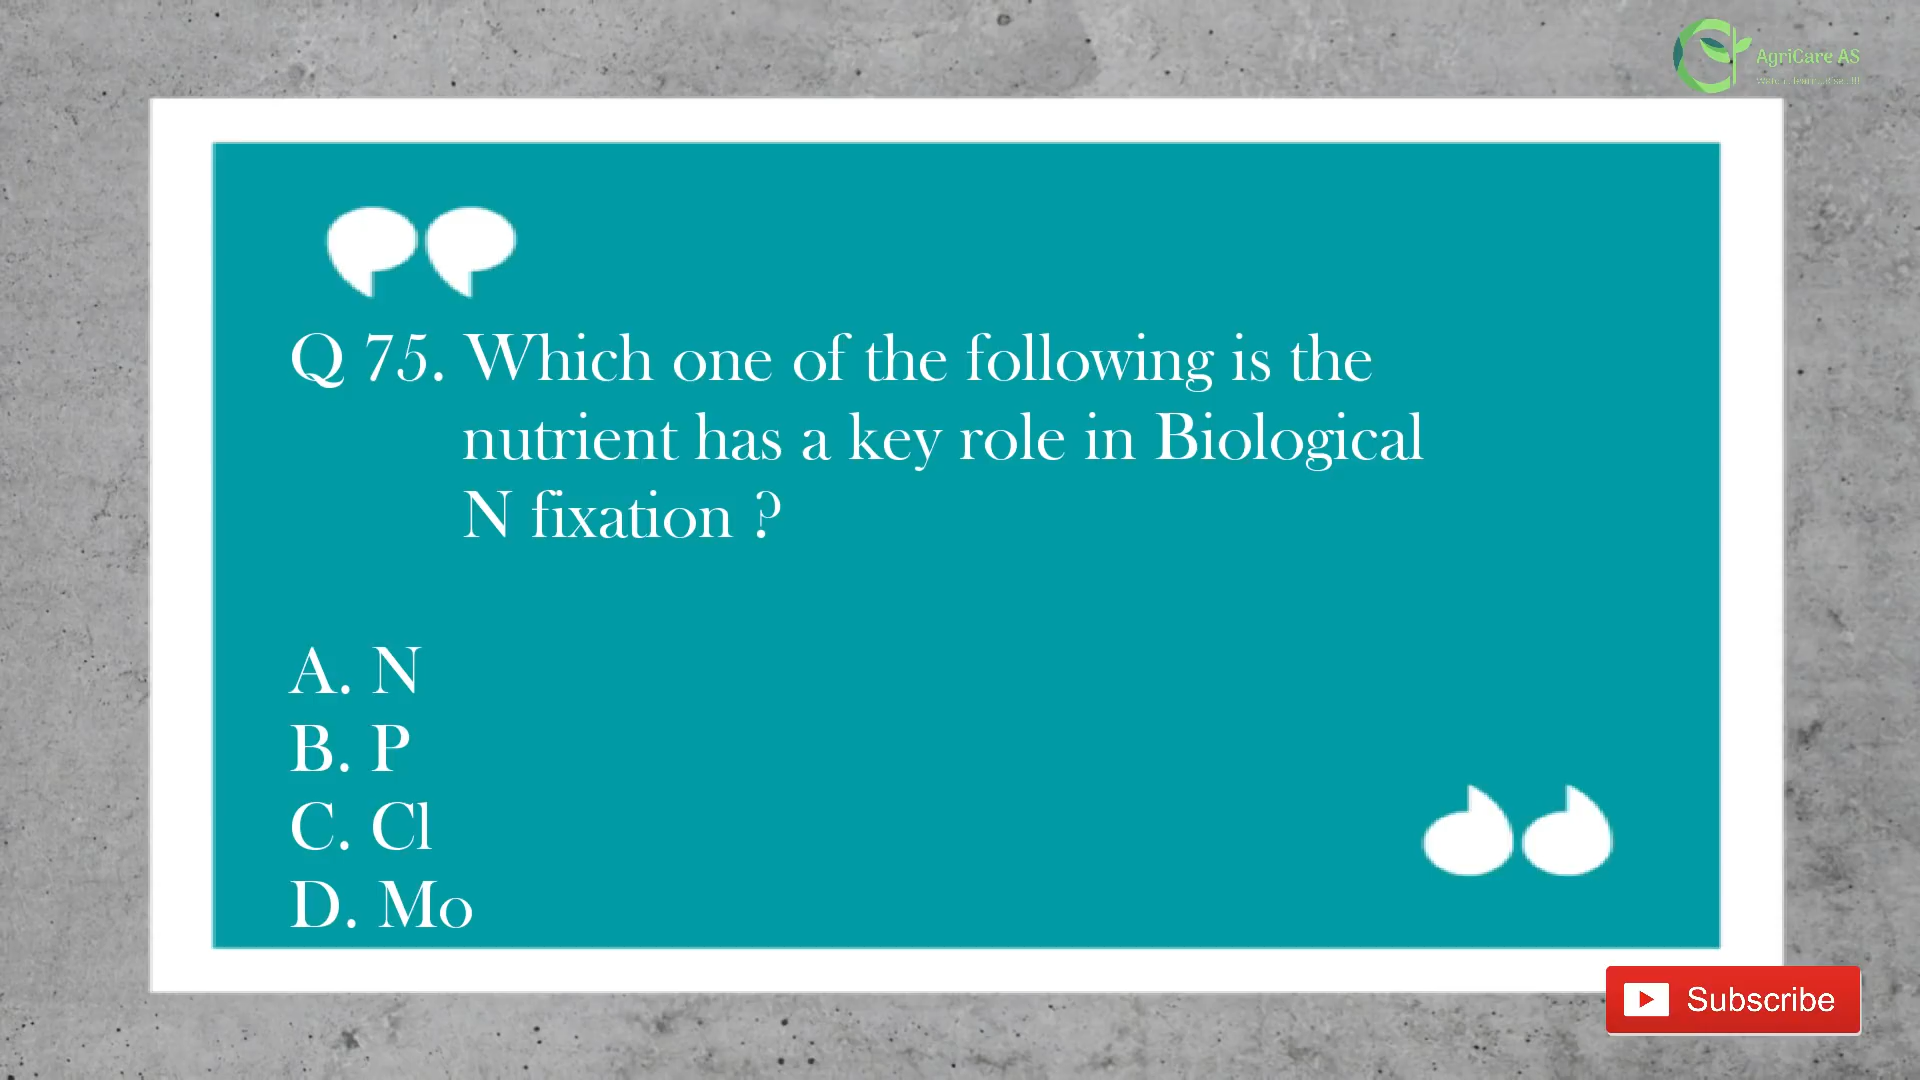 AgriCare AS
Q 75. Which one of the following is the
nutrient has a key role in Biological
N fixation ?
A. N
B. P
C. Cl
D. Mo
Subscribe